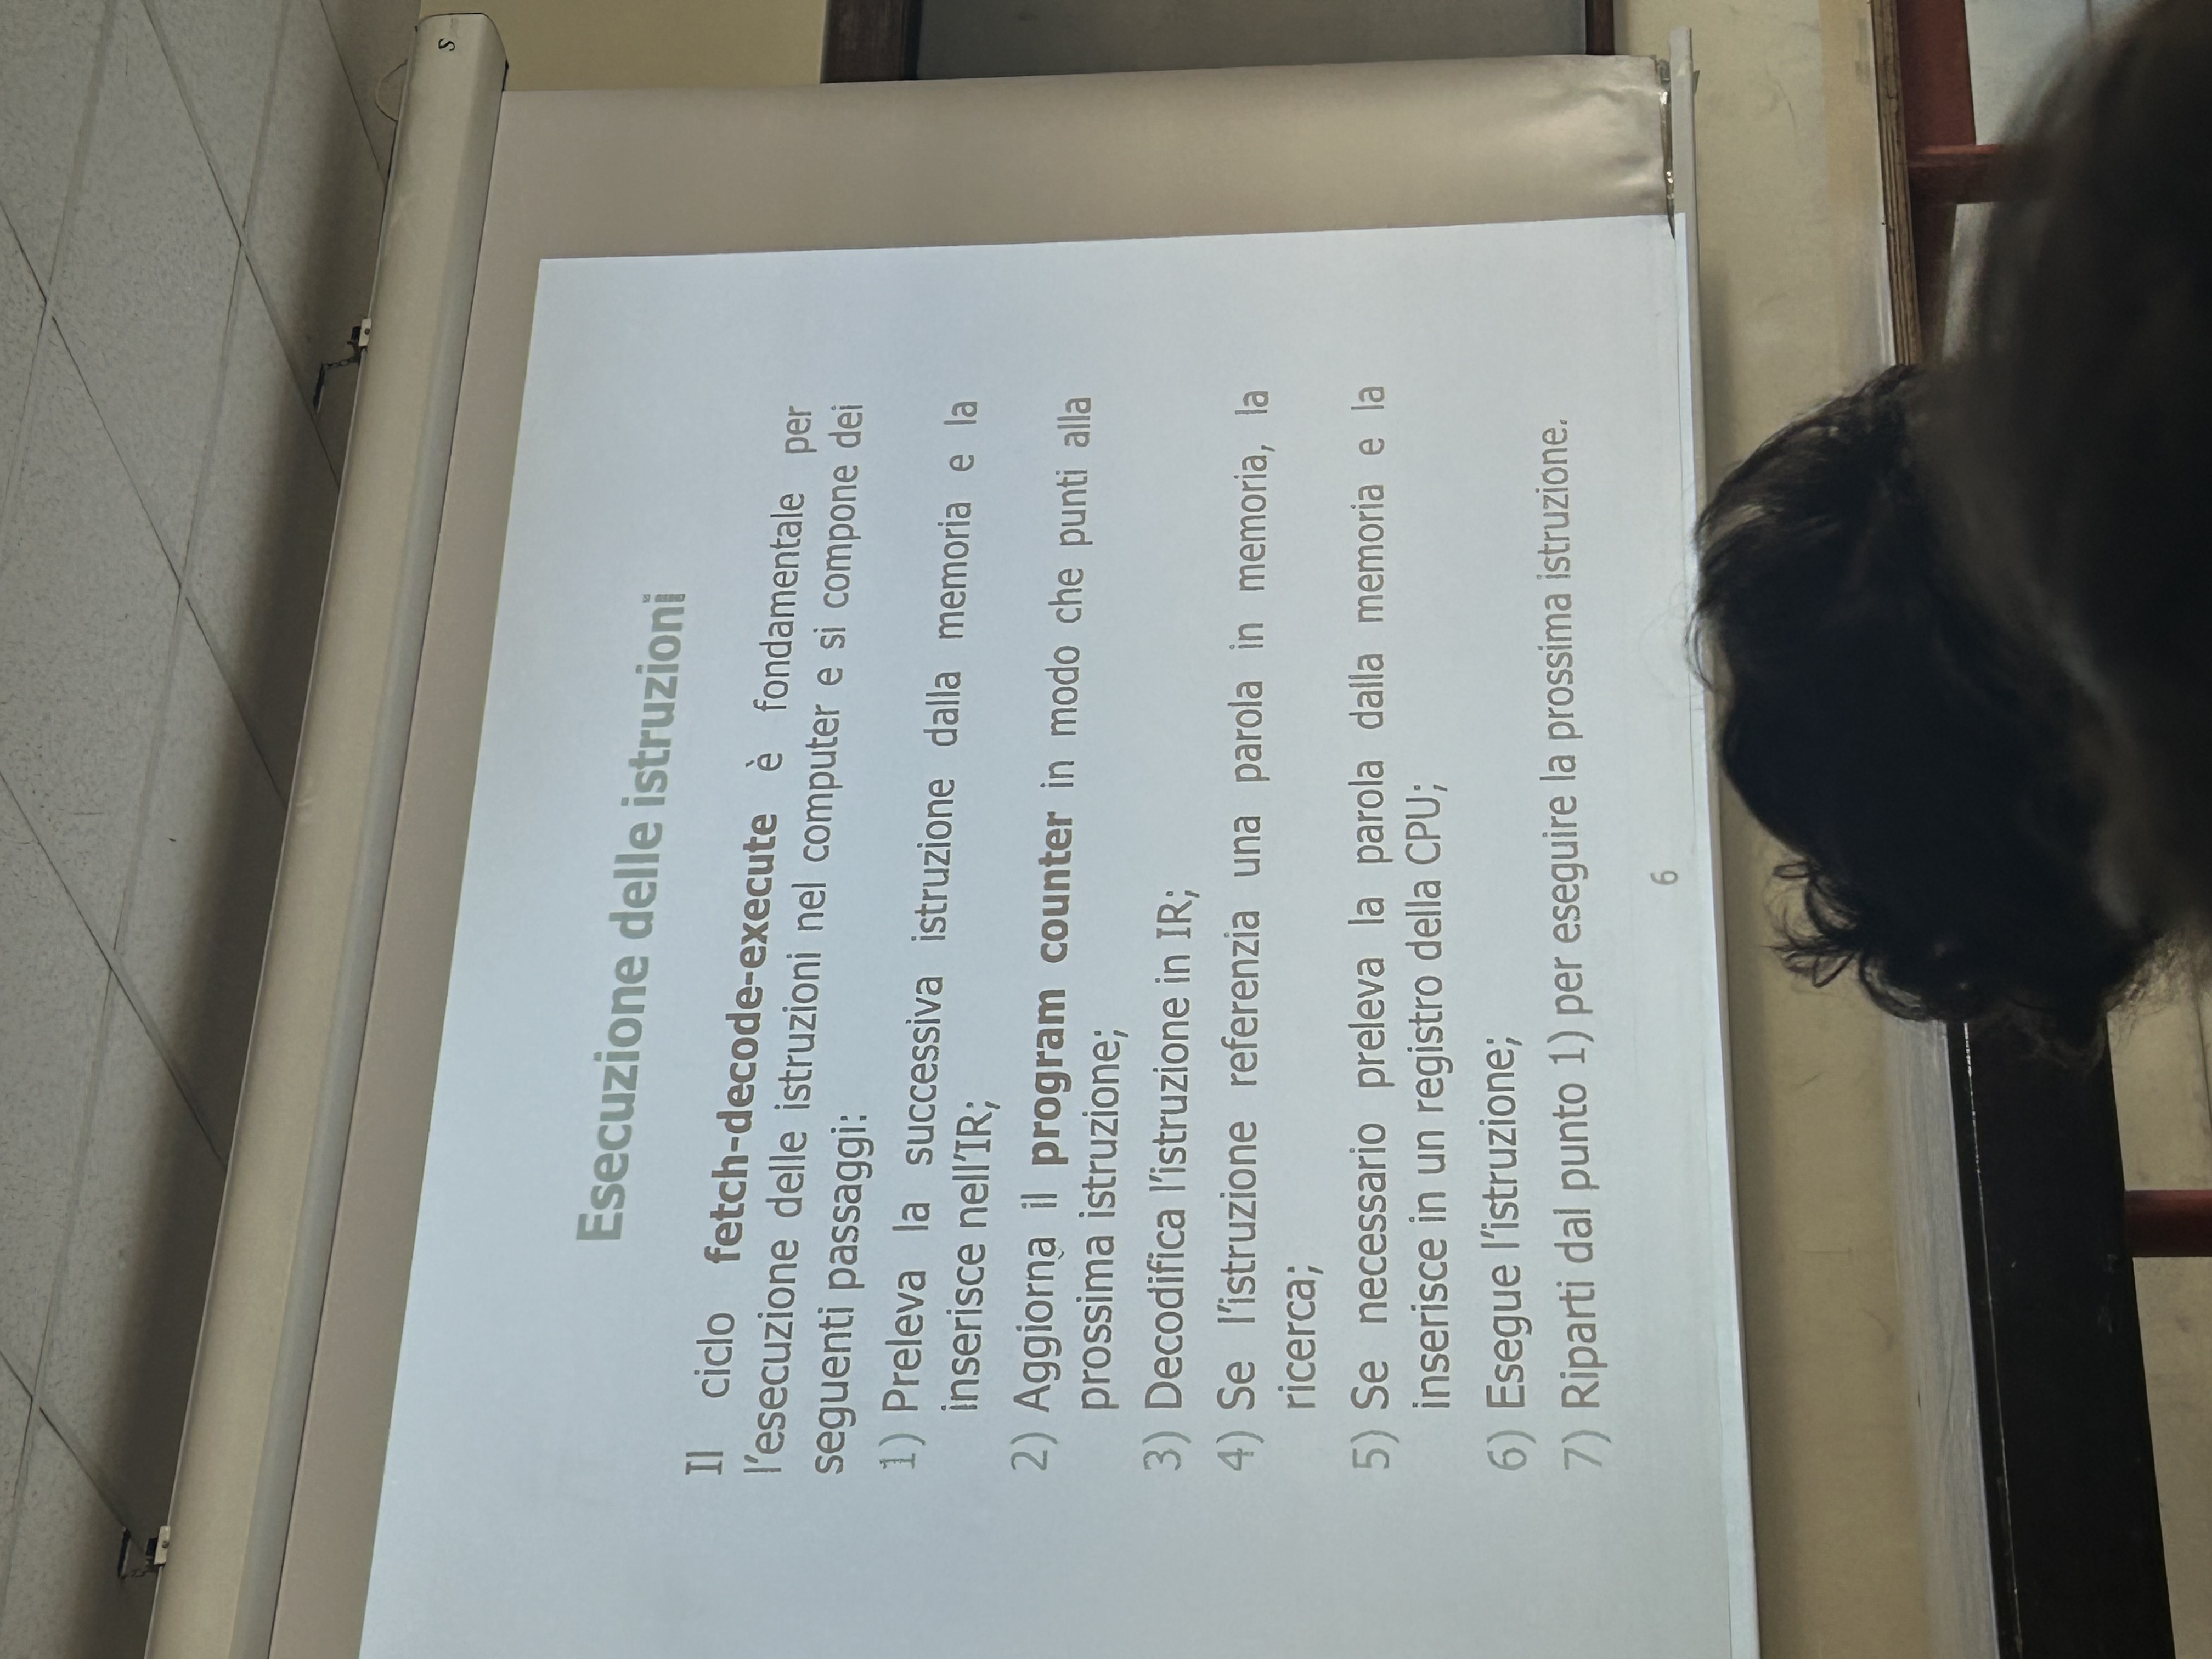 S
Esecuzione delle istruzioni
Il ciclo fetch-decode-execute è fondamentale per
l'esecuzione delle istruzioni nel computer e si compone dei
seguenti passaggi:
1) Preleva la successiva istruzione dalla memoria e la
inserisce nell'IR;
2) Aggiorna il program counter in modo che punti alla
prossima istruzione;
3) Decodifica l'istruzione in IR;
4) Se l'istruzione referenzia una parola in memoria, la
ricerca;
5) Se necessario preleva la parola dalla memoria e la
inserisce in un registro della CPU;
6) Esegue l'istruzione;
7) Riparti dal punto 1) per eseguire la prossima istruzione.
6